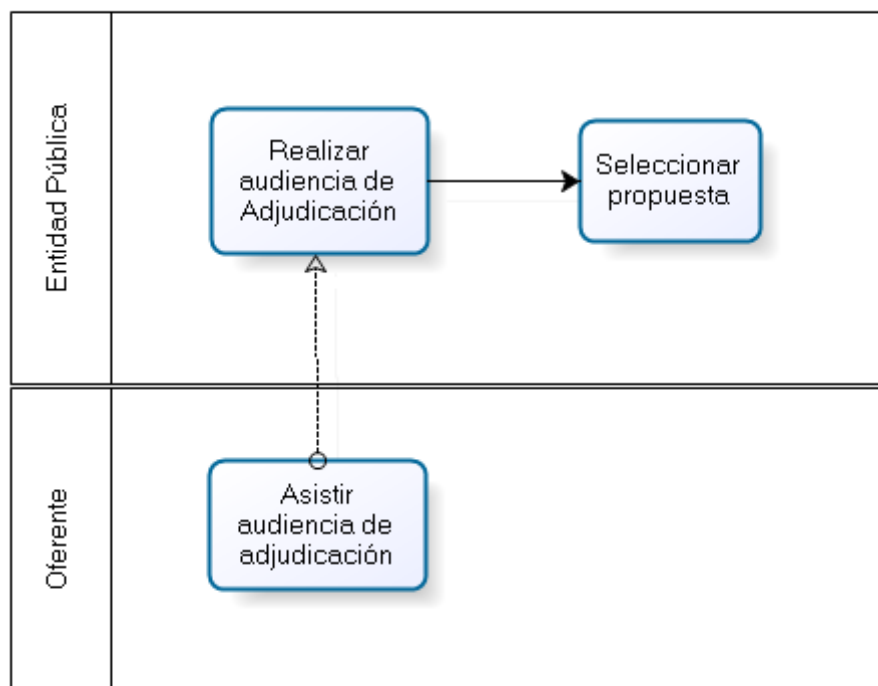 Entidad Pública
Realizar
audiencia de
Adjudicación
Seleccionar
propuesta
Oferente
Asistir
audiencia de
adjudicación